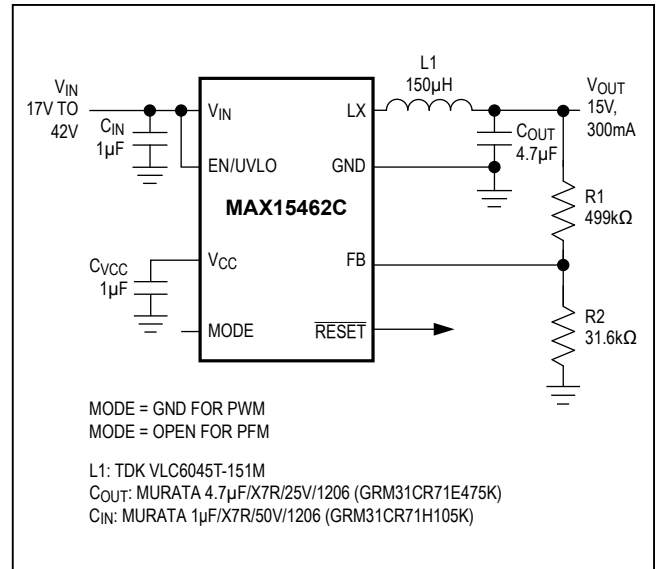 L1
150µH
VIN
17V TO
42V
CIN
1µF
VIN
LX
VOUT
15V,
300mA
COUT
4.7µF
EN/UVLO
GND
MAX15462C
R1
499kΩ
CVCC
1µF
VCC
FB
MODE
RESET
R2
31.6kΩ
MODE = GND FOR PWM
MODE = OPEN FOR PFM
L1: TDK VLC6045T-151M
COUT: MURATA 4.7µF/X7R/25V/1206 (GRM31CR71E475K)
CIN: MURATA 1µF/X7R/50V/1206 (GRM31CR71H105K)